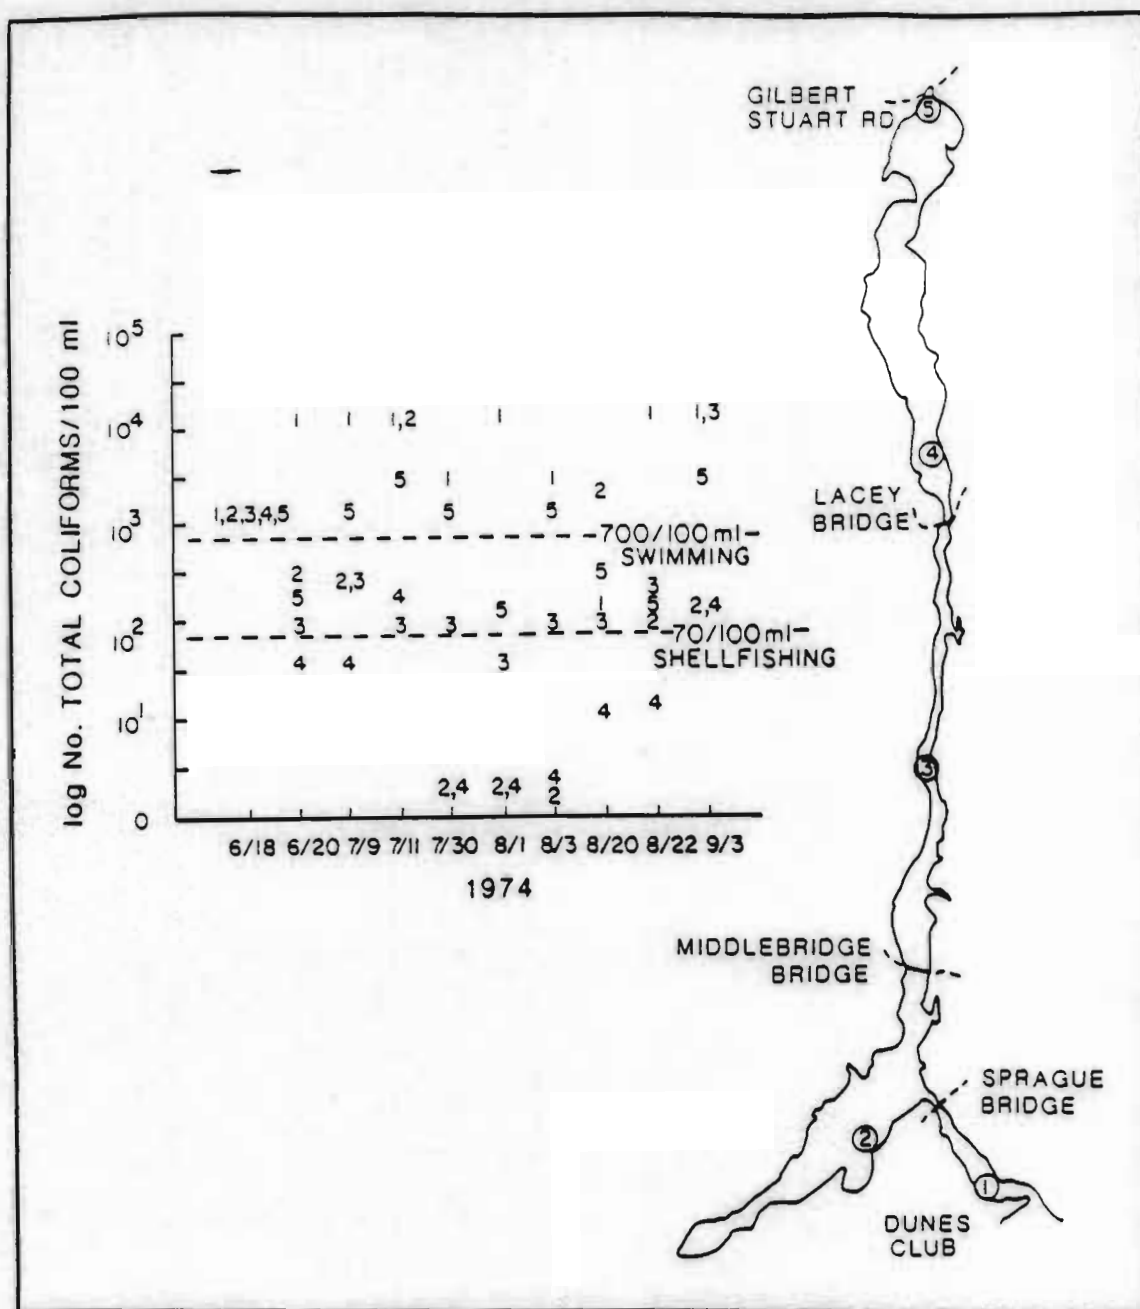 GILBERT
STUART RD
5
log No. TOTAL COLIFORMS/100 ml
10⁵
10⁴
10³
10²
10¹
0
1 1 1,2 1 1 1,3
5 1 1 2 5
1,2,3,4,5 5 5 5
700/100ml
SWIMMING
2 2,3 5 3
5 4 5 1 5 2,4
3 3 3 3 3 2
70/100ml
SHELLFISHING
4 4 3
4 4
2,4 2,4 4
2
6/18 6/20 7/9 7/11 7/30 8/1 8/3 8/20 8/22 9/3
1974
4
LACEY
BRIDGE
3
MIDDLEBRIDGE
BRIDGE
SPRAGUE
BRIDGE
2
1
DUNES
CLUB